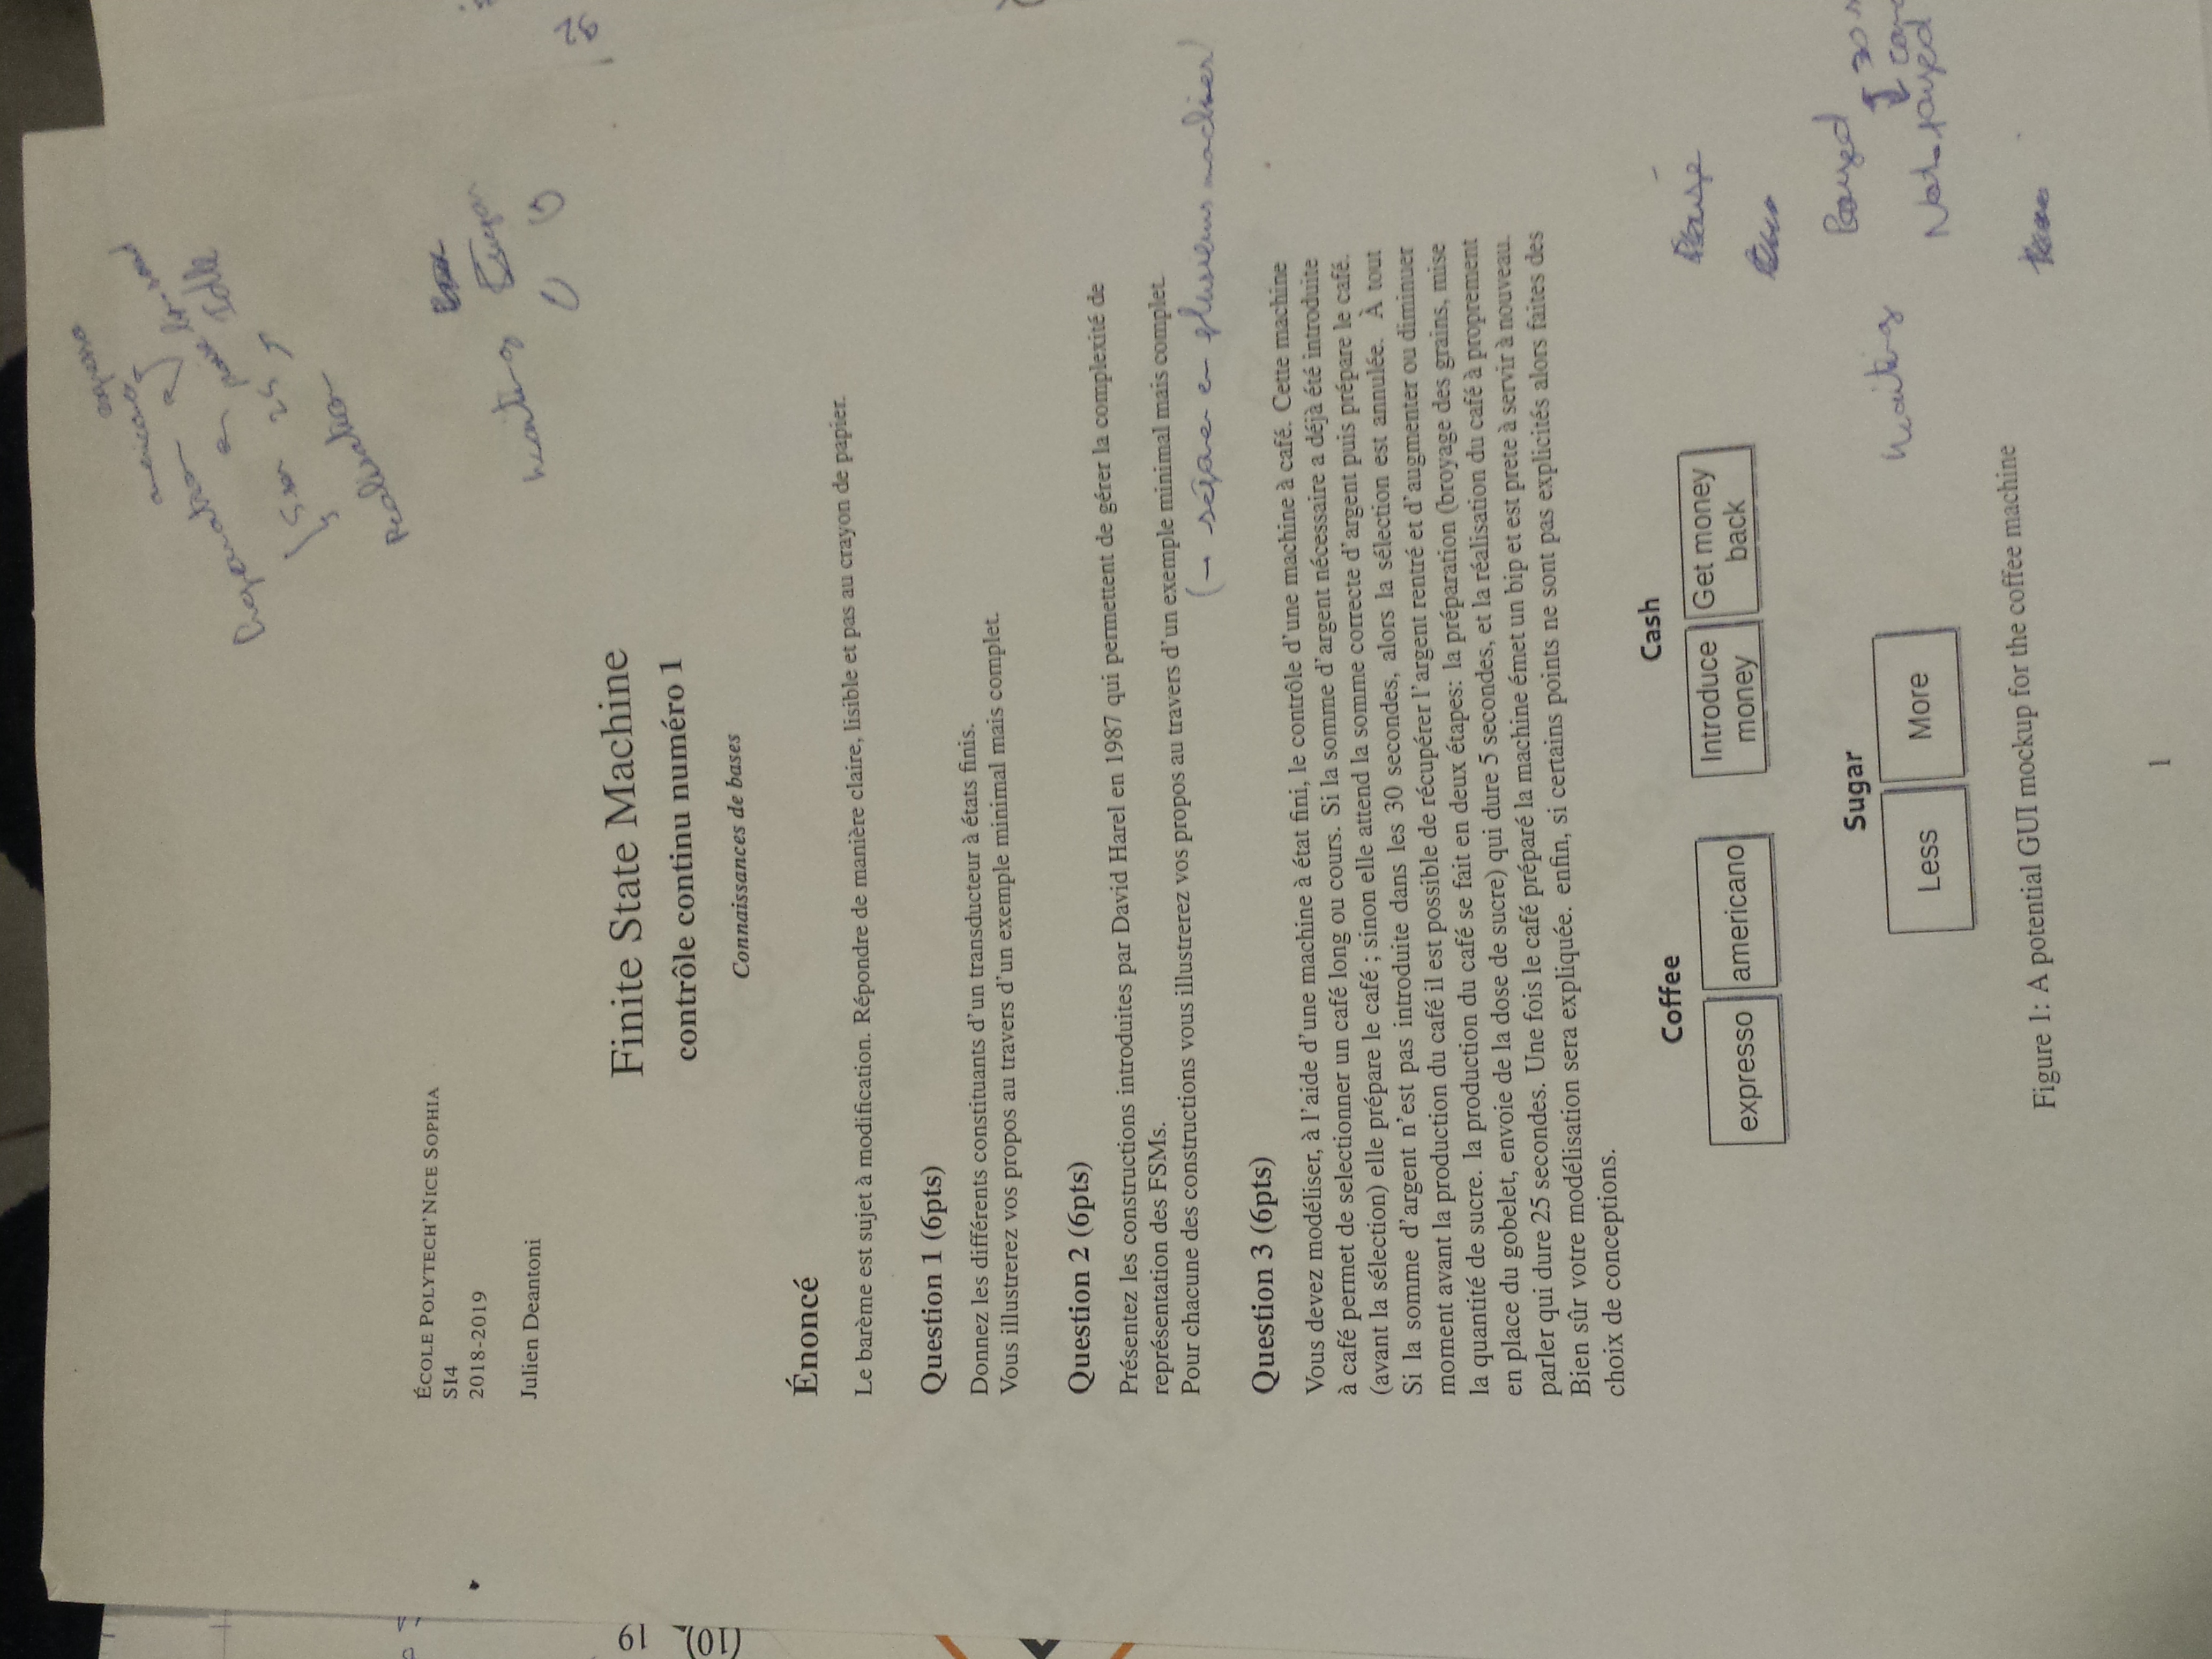 expresso
americano
Preparation
Idle
5sec 25
Realisation
ÉCOLE POLYTECH'NICE SOPHIA
SI4
2018-2019
Julien Deantoni
waiting Sugar
(10) 19
Finite State Machine
contrôle continu numéro 1
Connaissances de bases
Énoncé
Le barème est sujet à modification. Répondre de manière claire, lisible et pas au crayon de papier.
Question 1 (6pts)
Donnez les différents constituants d'un transducteur à états finis.
Vous illustrerez vos propos au travers d'un exemple minimal mais complet.
Question 2 (6pts)
Présentez les constructions introduites par David Harel en 1987 qui permettent de gérer la complexité de
représentation des FSMs.
Pour chacune des constructions vous illustrerez vos propos au travers d'un exemple minimal mais complet.
(→ séparer en plusieurs machines)
Question 3 (6pts)
Vous devez modéliser, à l'aide d'une machine à état fini, le contrôle d'une machine à café. Cette machine
à café permet de selectionner un café long ou cours. Si la somme d'argent nécessaire a déjà été introduite
(avant la sélection) elle prépare le café ; sinon elle attend la somme correcte d'argent puis prépare le café.
Si la somme d'argent n'est pas introduite dans les 30 secondes, alors la sélection est annulée. À tout
moment avant la production du café il est possible de récupérer l'argent rentré et d'augmenter ou diminuer
la quantité de sucre. la production du café se fait en deux étapes: la préparation (broyage des grains, mise
en place du gobelet, envoie de la dose de sucre) qui dure 5 secondes, et la réalisation du café à proprement
parler qui dure 25 secondes. Une fois le café préparé la machine émet un bip et est prete à servir à nouveau.
Bien sûr votre modélisation sera expliquée. enfin, si certains points ne sont pas explicités alors faites des
choix de conceptions.
Coffee
Cash
expresso
americano
Introduce
money
Get money
back
Sugar
Less
More
Payed
30
waiting
Not payed
Figure 1: A potential GUI mockup for the coffee machine
1